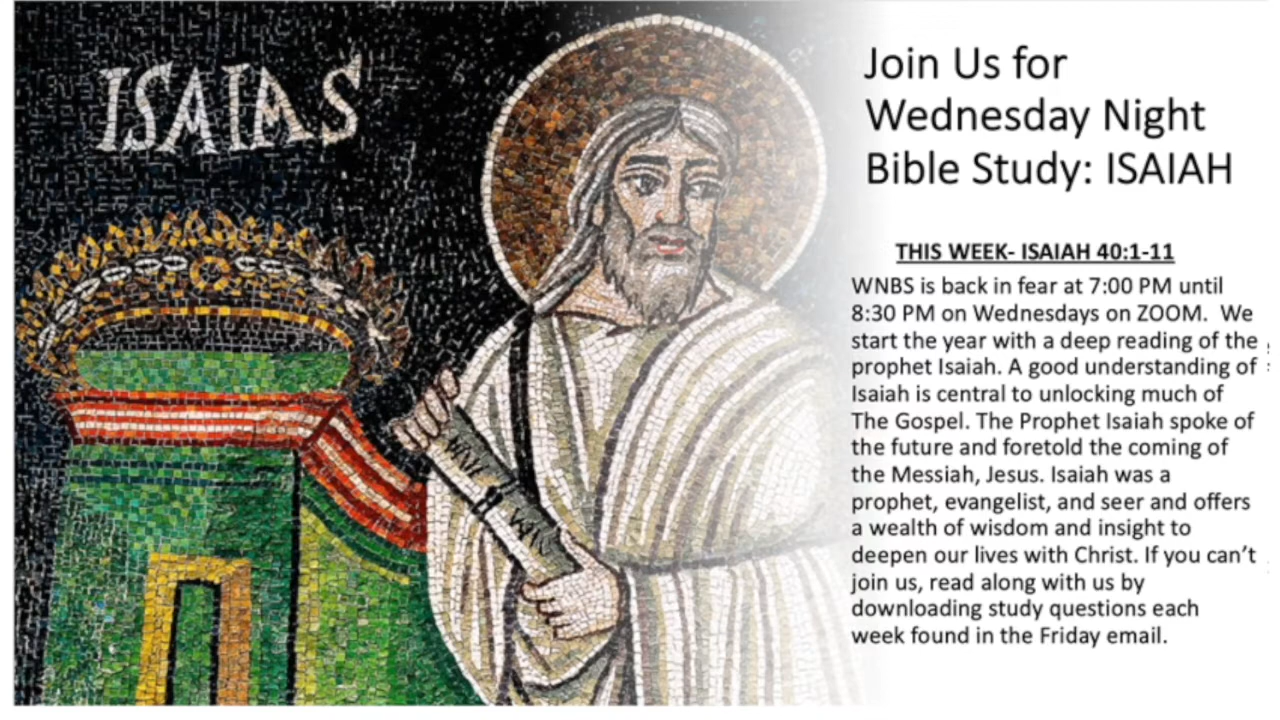 ISAIAS
Join Us for
Wednesday Night
Bible Study: ISAIAH
THIS WEEK- ISAIAH 40:1-11
WNBS is back in fear at 7:00 PM until
8:30 PM on Wednesdays on ZOOM. We
start the year with a deep reading of the
prophet Isaiah. A good understanding of
Isaiah is central to unlocking much of
The Gospel. The Prophet Isaiah spoke of
the future and foretold the coming of
the Messiah, Jesus. Isaiah was a
prophet, evangelist, and seer and offers
a wealth of wisdom and insight to
deepen our lives with Christ. If you can't
join us, read along with us by
downloading study questions each
week found in the Friday email.